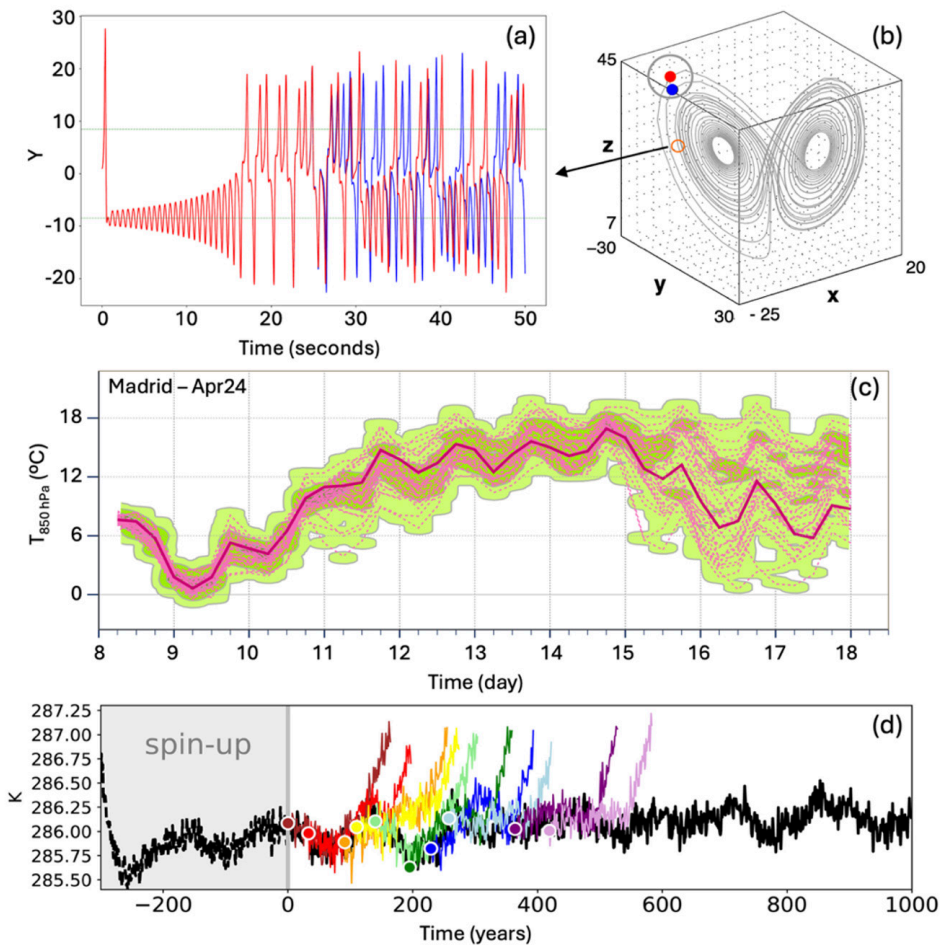 (a)
30
20
10
0
-10
-20
Y
0 10 20 30 40 50
Time (seconds)
(b)
45
z
7
−30
y
30
- 25
x
20
Madrid – Apr24
(c)
18
12
6
0
T850 hPa (ºC)
8 9 10 11 12 13 14 15 16 17 18
Time (day)
(d)
spin-up
287.25
287.00
286.75
286.50
286.25
286.00
285.75
285.50
K
−200 0 200 400 600 800 1000
Time (years)